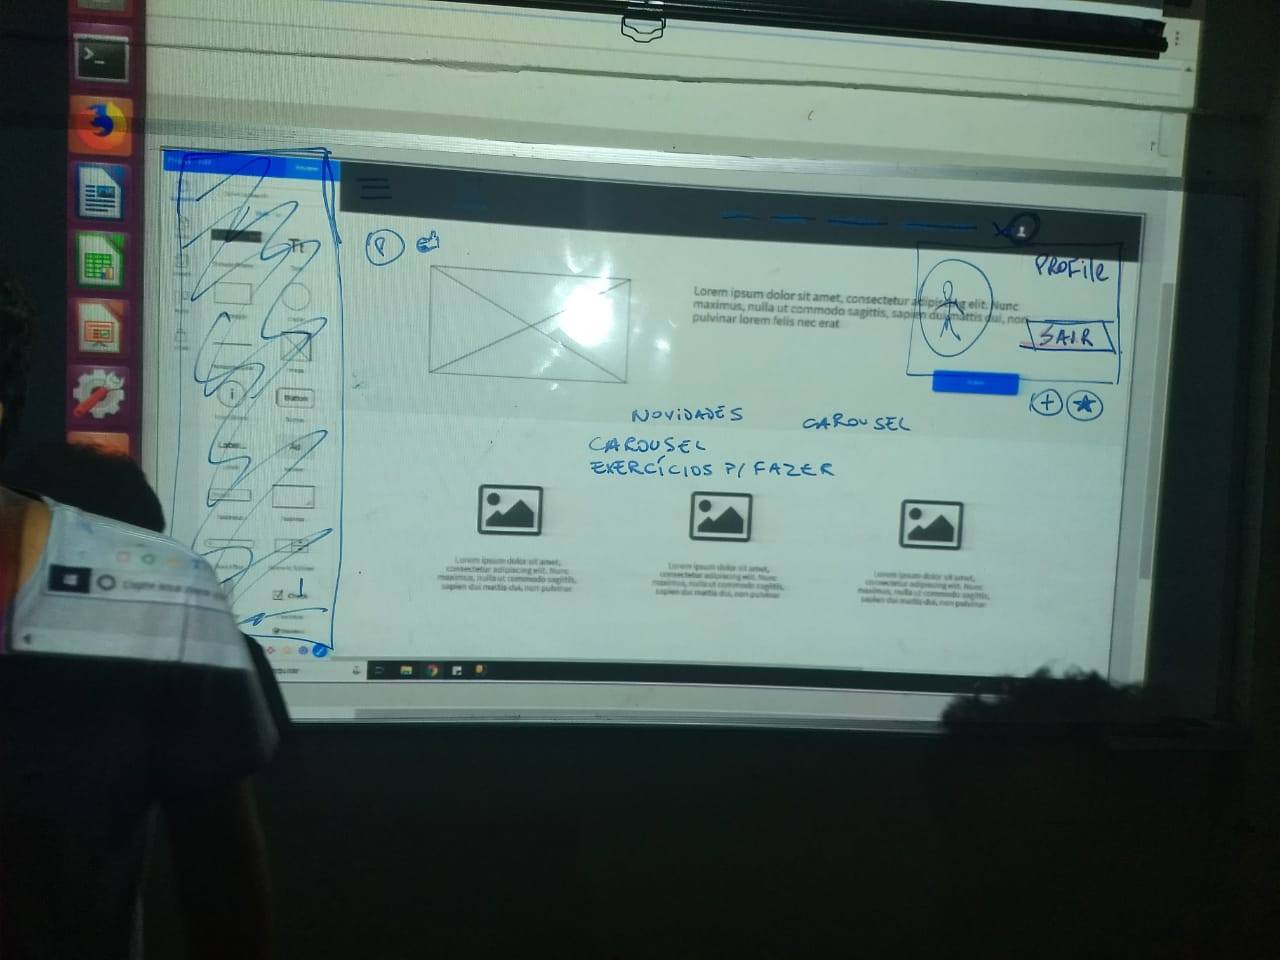 PROFile
Lorem ipsum dolor sit amet, consectetur adipiscing elit. Nunc
maximus, nulla ut commodo sagittis, sapien dui mattis dui, non
pulvinar lorem felis nec erat
SAIR
NOVIDADES
CAROUSEL
CAROUSEL
EXERCÍCIOS P/ FAZER
Lorem ipsum dolor sit amet,
consectetur adipiscing elit. Nunc
maximus, nulla ut commodo sagittis,
sapien dui mattis dui, non pulvinar
Lorem ipsum dolor sit amet,
consectetur adipiscing elit. Nunc
maximus, nulla ut commodo sagittis,
sapien dui mattis dui, non pulvinar
Lorem ipsum dolor sit amet,
consectetur adipiscing elit. Nunc
maximus, nulla ut commodo sagittis,
sapien dui mattis dui, non pulvinar
Tt
Button
Label